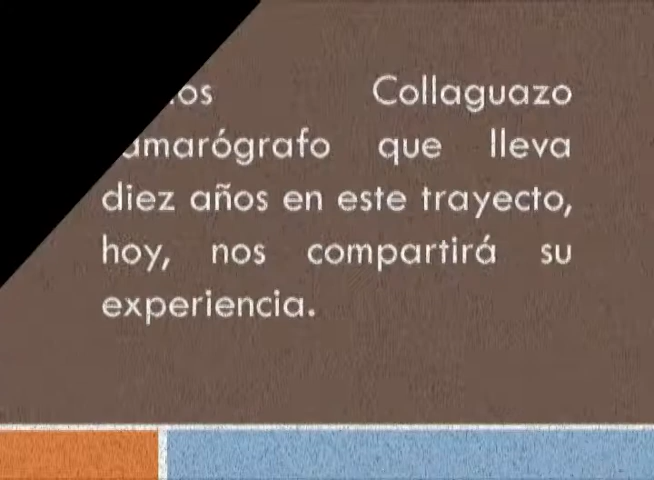 Collaguazo
que lleva
diez años en este trayecto,
hoy, nos compartirá su
experiencia.